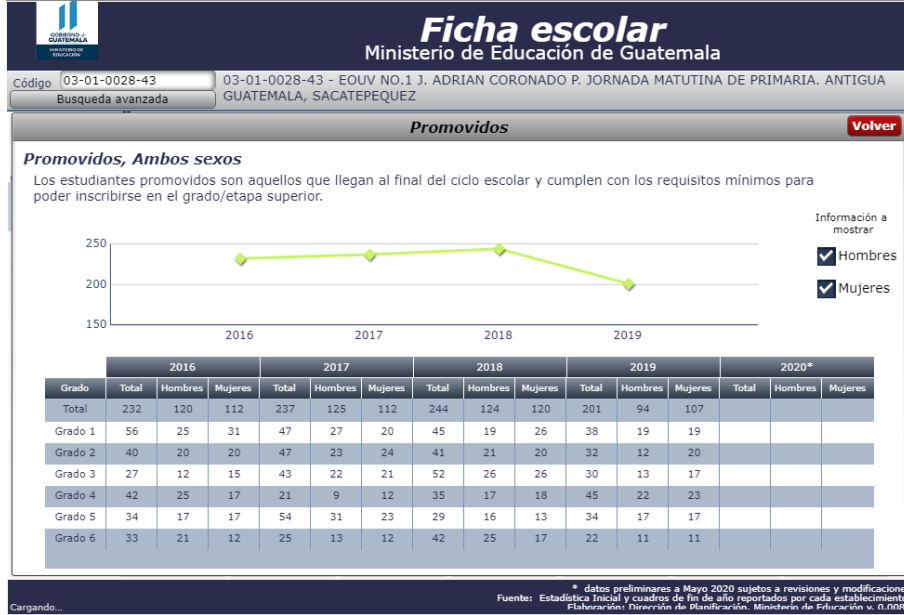 GOBIERNO de
GUATEMALA
MINISTERIO DE
EDUCACIÓN
Ficha escolar
Ministerio de Educación de Guatemala
Código 03-01-0028-43
Busqueda avanzada
03-01-0028-43 - EOUV NO.1 J. ADRIAN CORONADO P. JORNADA MATUTINA DE PRIMARIA. ANTIGUA
GUATEMALA, SACATEPEQUEZ
Promovidos
Volver
Promovidos, Ambos sexos
Los estudiantes promovidos son aquellos que llegan al final del ciclo escolar y cumplen con los requisitos mínimos para
poder inscribirse en el grado/etapa superior.
Información a
mostrar
Hombres
Mujeres
250
200
150
2016 2017 2018 2019
2016 2017 2018 2019 2020*
Grado Total Hombres Mujeres Total Hombres Mujeres Total Hombres Mujeres Total Hombres Mujeres Total Hombres Mujeres
Total 232 120 112 237 125 112 244 124 120 201 94 107
Grado 1 56 25 31 47 27 20 45 19 26 38 19 19
Grado 2 40 20 20 47 23 24 41 21 20 32 12 20
Grado 3 27 12 15 43 22 21 52 26 26 30 13 17
Grado 4 42 25 17 21 9 12 35 17 18 45 22 23
Grado 5 34 17 17 54 31 23 29 16 13 34 17 17
Grado 6 33 21 12 25 13 12 42 25 17 22 11 11
* datos preliminares a Mayo 2020 sujetos a revisiones y modificacione
Fuente: Estadística Inicial y cuadros de fin de año reportados por cada establecimiento
Elaboración: Dirección de Planificación. Ministerio de Educación v. 0.008
Cargando...